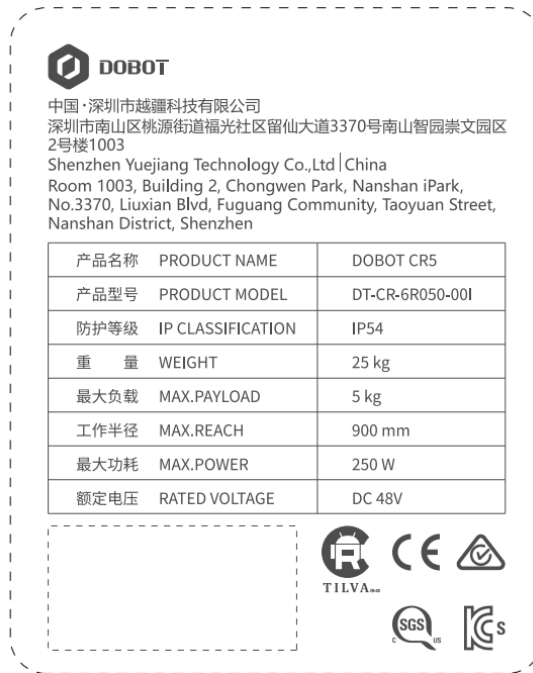 DOBOT
中国·深圳市越疆科技有限公司
深圳市南山区桃源街道福光社区留仙大道3370号南山智园崇文园区
2号楼1003
Shenzhen Yuejiang Technology Co.,Ltd|China
Room 1003, Building 2, Chongwen Park, Nanshan iPark,
No.3370, Liuxian Blvd, Fuguang Community, Taoyuan Street,
Nanshan District, Shenzhen
产品名称 PRODUCT NAME DOBOT CR5
产品型号 PRODUCT MODEL DT-CR-6R050-00I
防护等级 IP CLASSIFICATION IP54
重 量 WEIGHT 25 kg
最大负载 MAX.PAYLOAD 5 kg
工作半径 MAX.REACH 900 mm
最大功耗 MAX.POWER 250 W
额定电压 RATED VOLTAGE DC 48V
CR CE
TILVA
SGS
C US
KC S